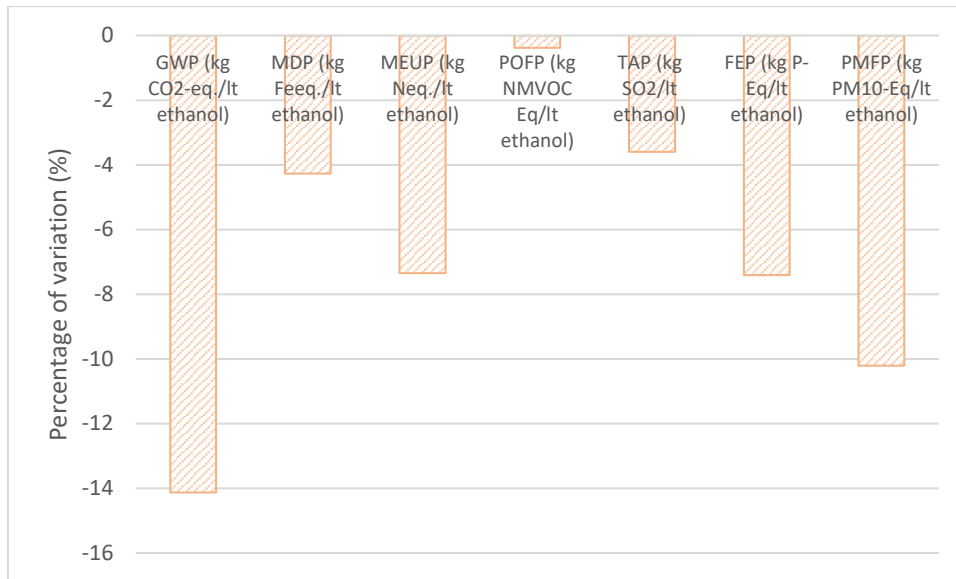 Percentage of variation (%)
0
-2
-4
-6
-8
-10
-12
-14
-16
GWP (kg
CO2-eq./lt
ethanol)
MDP (kg
Feeq./lt
ethanol)
MEUP (kg
Neq./lt
ethanol)
POFP (kg
NMVOC
Eq/lt
ethanol)
TAP (kg
SO2/lt
ethanol)
FEP (kg P-
Eq/lt
ethanol)
PMFP (kg
PM10-Eq/lt
ethanol)